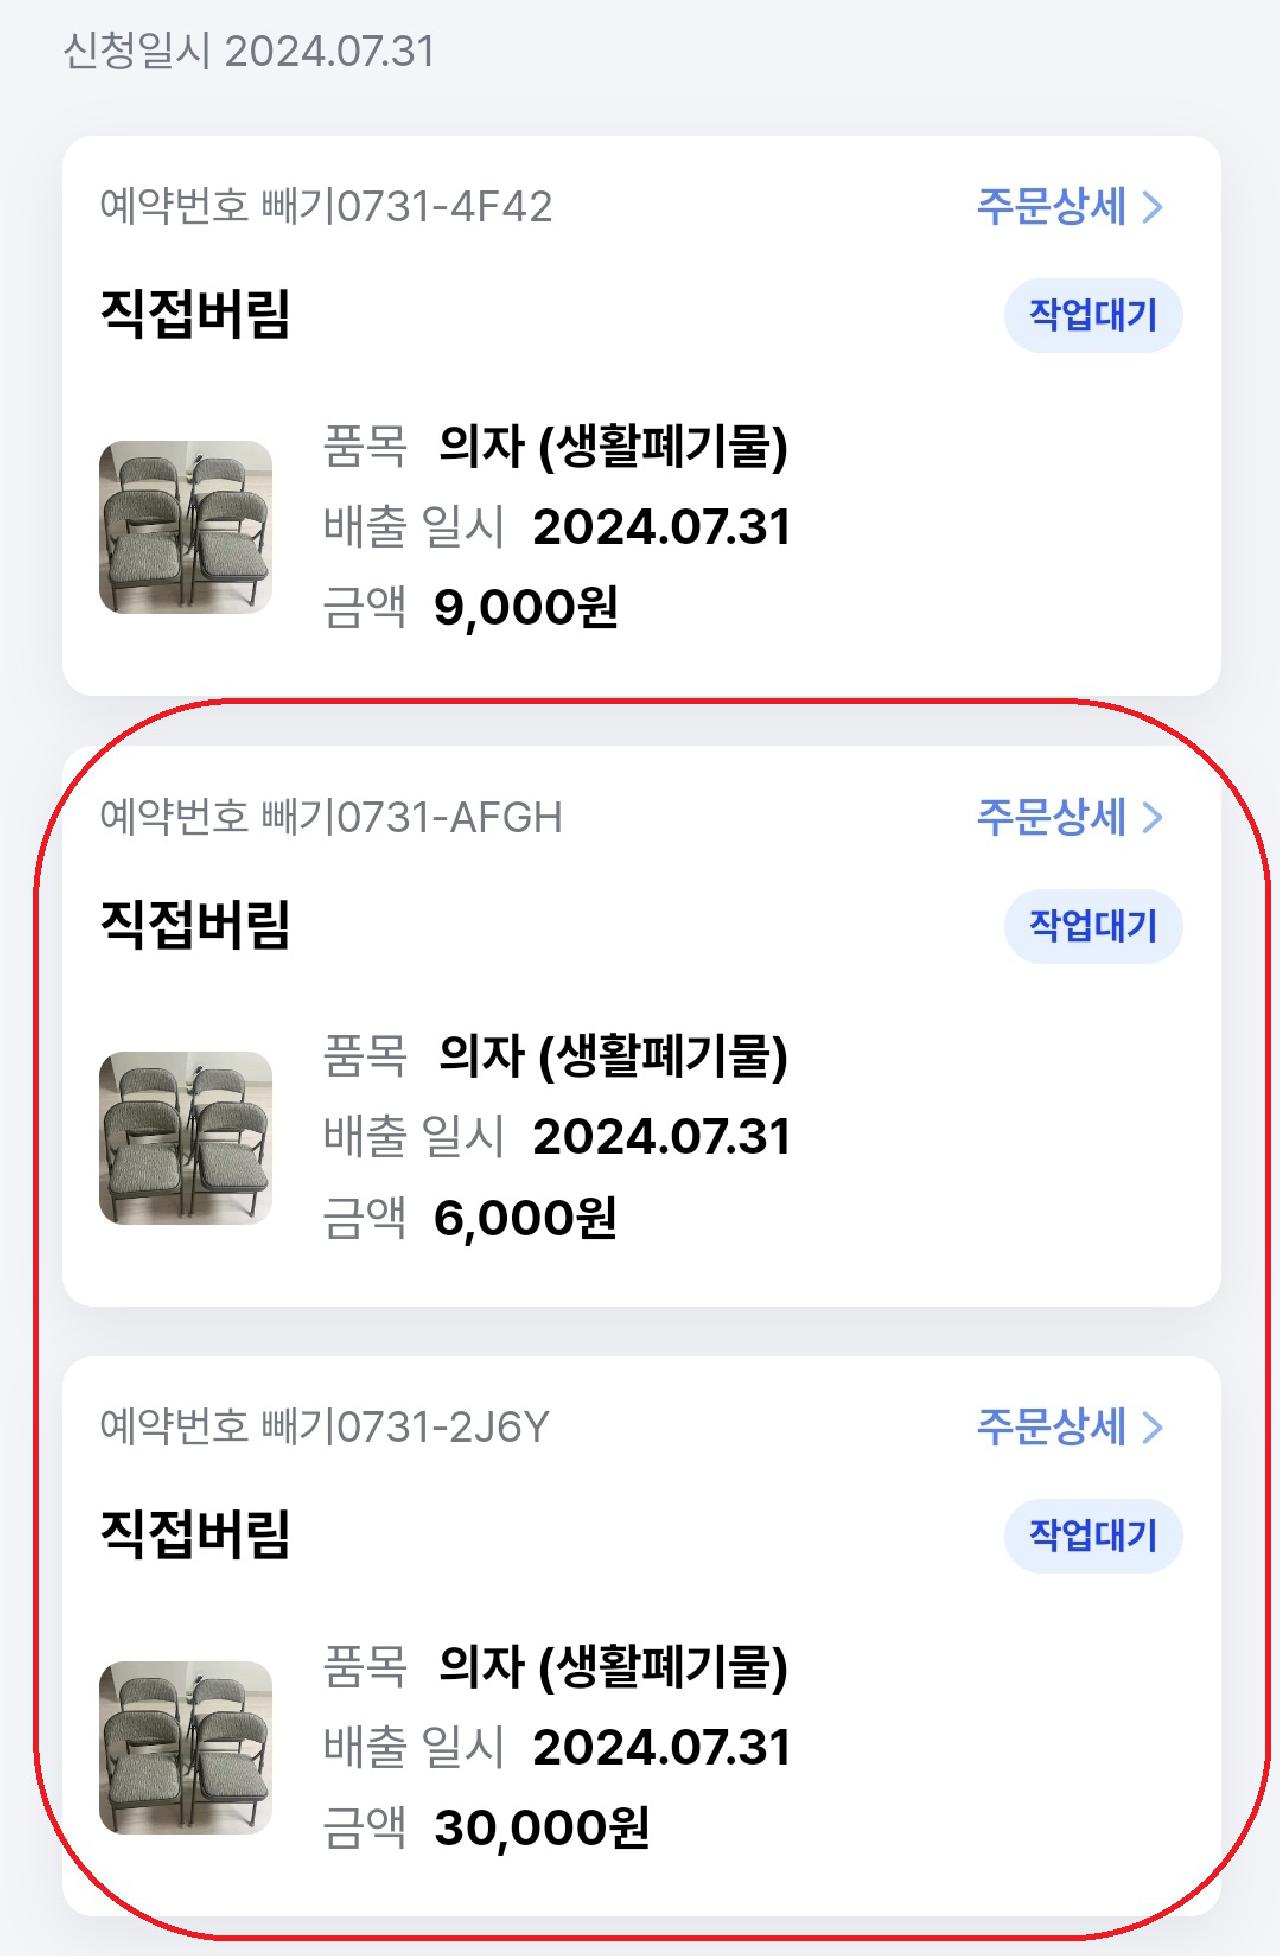 신청일시 2024.07.31
예약번호 빼기0731-4F42 주문상세 >
직접버림 작업대기
품목 의자 (생활폐기물)
배출 일시 2024.07.31
금액 9,000원
예약번호 빼기0731-AFGH 주문상세 >
직접버림 작업대기
품목 의자 (생활폐기물)
배출 일시 2024.07.31
금액 6,000원
예약번호 빼기0731-2J6Y 주문상세 >
직접버림 작업대기
품목 의자 (생활폐기물)
배출 일시 2024.07.31
금액 30,000원